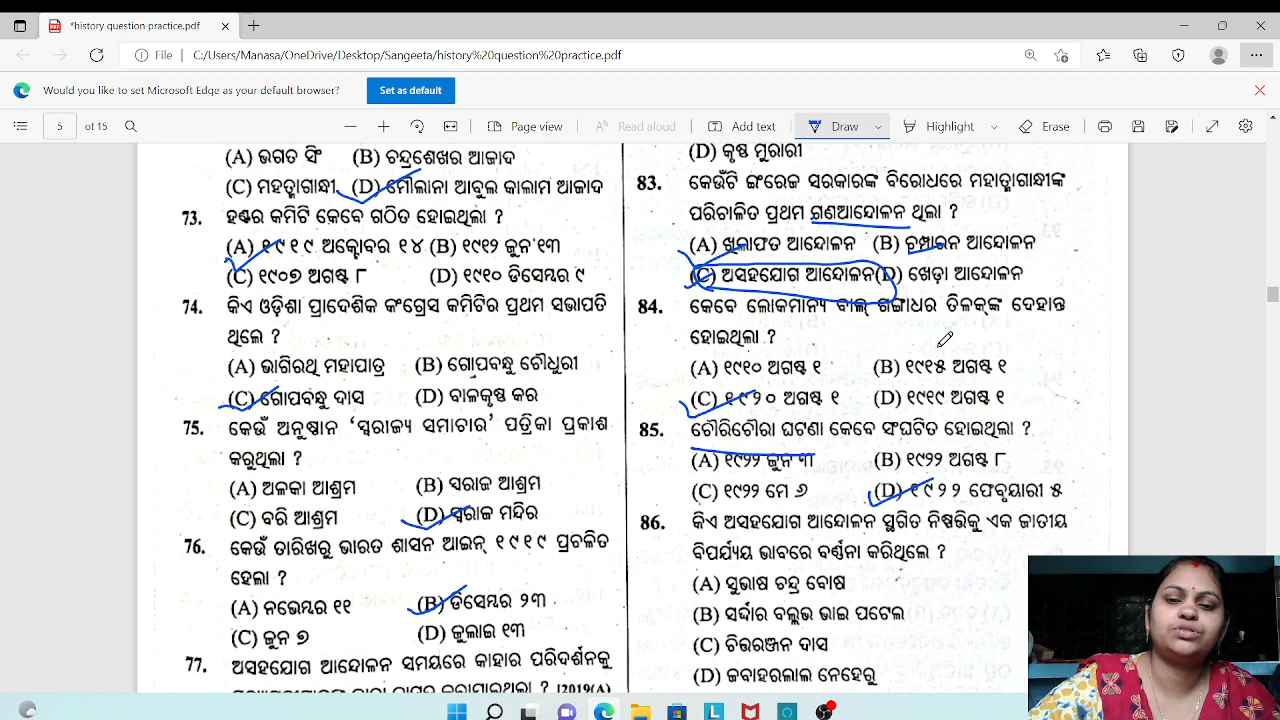 *history question practice.pdf
File
C:/Users/Manasa/OneDrive/Desktop/Sangeeta/history%20question%20practice.pdf
Would you like to set Microsoft Edge as your default browser?
Set as default
5 of 15
Page view
Read aloud
Add text
Draw
Highlight
Erase
(A) ଭଗତ ସିଂ (B) ଚନ୍ଦ୍ରଶେଖର ଆଜାଦ
(C) ମହତ୍ମାଗାନ୍ଧୀ (D) ମୌଲାନା ଆବୁଲ କାଲାମ ଆଜାଦ
73. ହଣ୍ଟର କମିଟି କେବେ ଗଠିତ ହୋଇଥିଲା ?
(A) ୧୯୧୯ ଅକ୍ଟୋବର ୧୪ (B) ୧୯୧୨ ଜୁନ ୧୩
(C) ୧୯୦୭ ଅଗଷ୍ଟ ୮ (D) ୧୯୧୦ ଡିସେମ୍ବର ୯
74. କିଏ ଓଡ଼ିଶା ପ୍ରାଦେଶିକ କଂଗ୍ରେସ କମିଟିର ପ୍ରଥମ ସଭାପତି
ଥିଲେ ?
(A) ଭାଗିରଥି ମହାପାତ୍ର (B) ଗୋପବନ୍ଧୁ ଚୌଧୁରୀ
(C) ଗୋପବନ୍ଧୁ ଦାସ (D) ବାଳକୃଷ୍ଣ କର
75. କେଉଁ ଅନୁଷ୍ଠାନ ‘ସ୍ୱରାଜ୍ୟ ସମାଚାର’ ପତ୍ରିକା ପ୍ରକାଶ
କରୁଥିଲା ?
(A) ଅଳକା ଆଶ୍ରମ (B) ସରାଜ ଆଶ୍ରମ
(C) ବରି ଆଶ୍ରମ (D) ସ୍ୱରାଜ ମନ୍ଦିର
76. କେଉଁ ତାରିଖରୁ ଭାରତ ଶାସନ ଆଇନ୍ ୧୯୧୯ ପ୍ରଚଳିତ
ହେଲା ?
(A) ନଭେମ୍ବର ୧୧ (B) ଡିସେମ୍ବର ୨୩
(C) ଜୁନ ୭ (D) ଜୁଲାଇ ୧୩
77. ଅସହଯୋଗ ଆନ୍ଦୋଳନ ସମୟରେ କାହାର ପରିଦର୍ଶନକୁ
[2019(A)
(D) କୃଷ୍ଣ ମୁରାରୀ
83. କେଉଁଟି ଇଂରେଜ ସରକାରଙ୍କ ବିରୋଧରେ ମହାତ୍ମାଗାନ୍ଧୀଙ୍କ
ପରିଚାଳିତ ପ୍ରଥମ ଗଣଆନ୍ଦୋଳନ ଥିଲା ?
(A) ଖିଲାଫତ ଆନ୍ଦୋଳନ (B) ଚମ୍ପାରନ ଆନ୍ଦୋଳନ
(C) ଅସହଯୋଗ ଆନ୍ଦୋଳନ (D) ଖେଡ଼ା ଆନ୍ଦୋଳନ
84. କେବେ ଲୋକମାନ୍ୟ ବାଲ୍ ଗଙ୍ଗାଧର ତିଳକଙ୍କ ଦେହାନ୍ତ
ହୋଇଥିଲା ?
(A) ୧୯୧୦ ଅଗଷ୍ଟ ୧ (B) ୧୯୧୫ ଅଗଷ୍ଟ ୧
(C) ୧୯୨୦ ଅଗଷ୍ଟ ୧ (D) ୧୯୧୯ ଅଗଷ୍ଟ ୧
85. ଚୌରିଚୌରା ଘଟଣା କେବେ ସଂଘଟିତ ହୋଇଥିଲା ?
(A) ୧୯୨୨ ଜୁନ ୩ (B) ୧୯୨୨ ଅଗଷ୍ଟ ୮
(C) ୧୯୨୨ ମେ ୬ (D) ୧୯୨୨ ଫେବୃୟାରୀ ୫
86. କିଏ ଅସହଯୋଗ ଆନ୍ଦୋଳନ ସ୍ଥଗିତ ନିଷ୍ପତ୍ତିକୁ ଏକ ଜାତୀୟ
ବିପର୍ଯ୍ୟୟ ଭାବରେ ବର୍ଣ୍ଣନା କରିଥିଲେ ?
(A) ସୁଭାଷ ଚନ୍ଦ୍ର ବୋଷ
(B) ସର୍ଦ୍ଦାର ବଲ୍ଲଭ ଭାଇ ପଟେଲ
(C) ଚିତ୍ତରଞ୍ଜନ ଦାସ
(D) ଜବାହରଲାଲ ନେହେରୁ